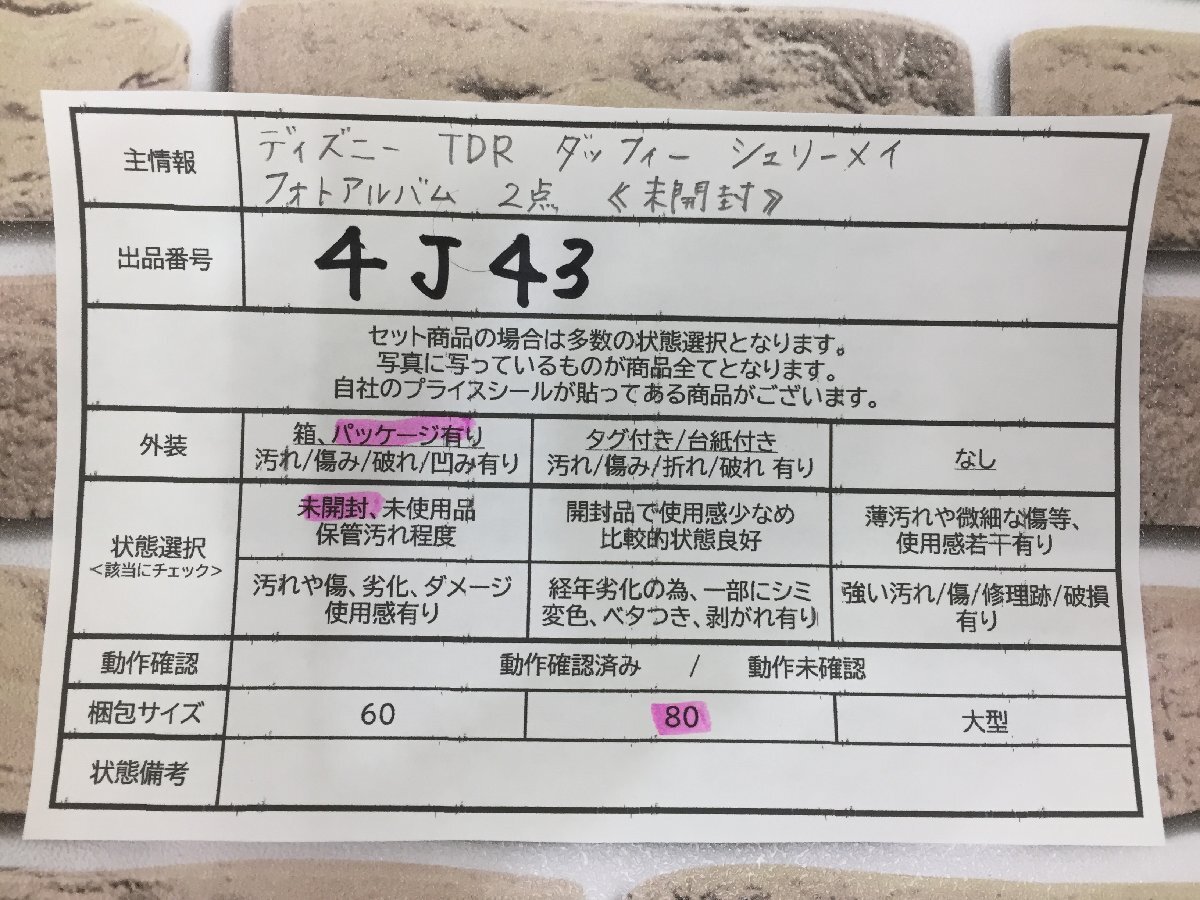 主情報
ディズニー TDR ダッフィー シェリーメイ
フォトアルバム 2点 《未開封》
出品番号
4J43
セット商品の場合は多数の状態選択となります。
写真に写っているものが商品全てとなります。
自社のプライスシールが貼ってある商品がございます。
外装
箱、パッケージ有り
汚れ/傷み/破れ/凹み有り
タグ付き/台紙付き
汚れ/傷み/折れ/破れ 有り
なし
状態選択
<該当にチェック>
未開封、未使用品
保管汚れ程度
開封品で使用感少なめ
比較的状態良好
薄汚れや微細な傷等、
使用感若干有り
汚れや傷、劣化、ダメージ
使用感有り
経年劣化の為、一部にシミ
変色、ベタつき、剥がれ有り
強い汚れ/傷/修理跡/破損
有り
動作確認
動作確認済み / 動作未確認
梱包サイズ
60
80
大型
状態備考